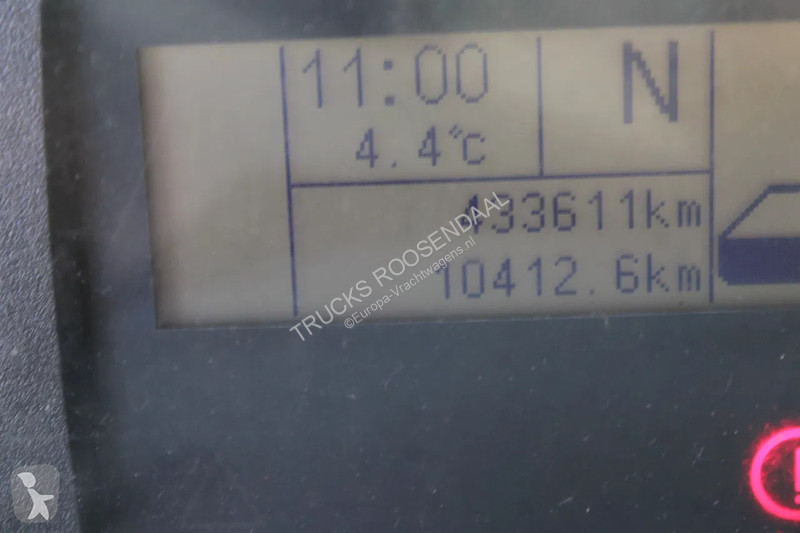 11:00
N
4.4°C
433611km
10412.6km
TRUCKS ROOSENDAAL
©Europa-Vrachtwagens.nl